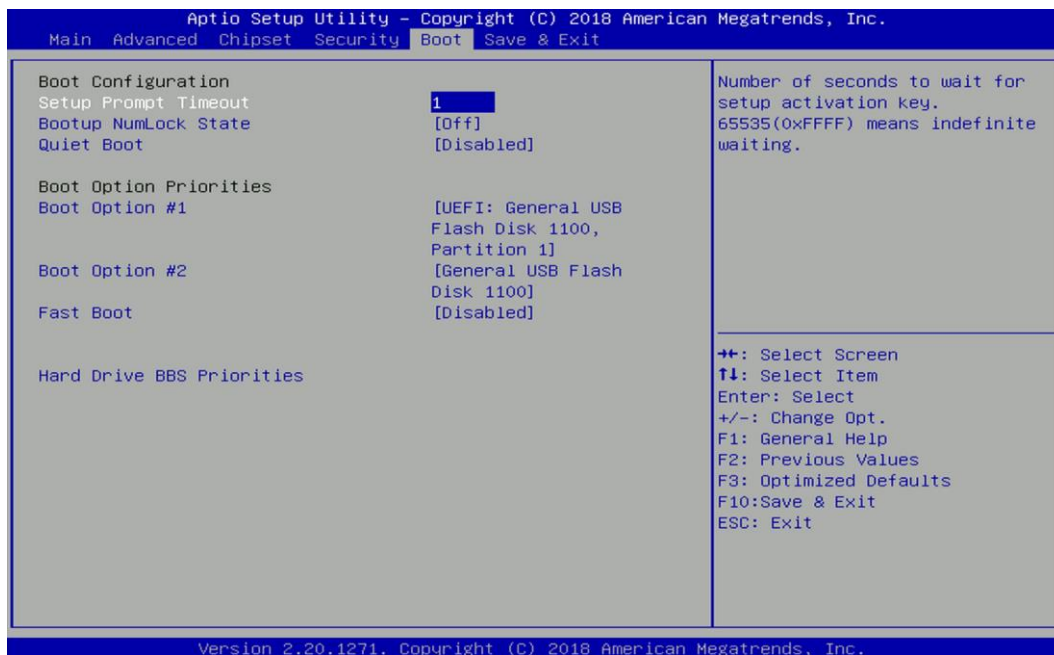 Aptio Setup Utility – Copyright (C) 2018 American Megatrends, Inc.
Main Advanced Chipset Security Boot Save & Exit
Boot Configuration
Setup Prompt Timeout 1
Bootup NumLock State [Off]
Quiet Boot [Disabled]
Boot Option Priorities
Boot Option #1 [UEFI: General USB
Flash Disk 1100,
Partition 1]
Boot Option #2 [General USB Flash
Disk 1100]
Fast Boot [Disabled]
Hard Drive BBS Priorities
Number of seconds to wait for
setup activation key.
65535(0xFFFF) means indefinite
waiting.
→←: Select Screen
↑↓: Select Item
Enter: Select
+/-: Change Opt.
F1: General Help
F2: Previous Values
F3: Optimized Defaults
F10:Save & Exit
ESC: Exit
Version 2.20.1271. Copyright (C) 2018 American Megatrends, Inc.